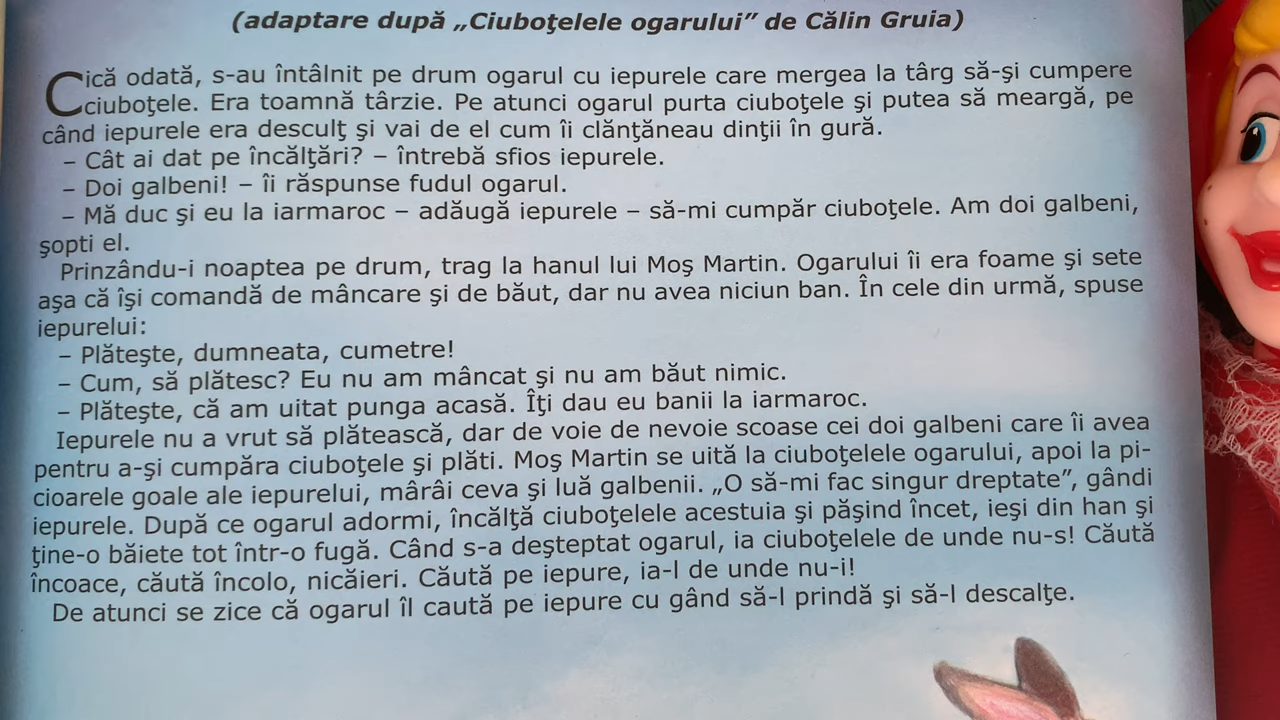 (adaptare după „Ciuboţelele ogarului” de Călin Gruia)
Cică odată, s-au întâlnit pe drum ogarul cu iepurele care mergea la târg să-şi cumpere
ciuboţele. Era toamnă târzie. Pe atunci ogarul purta ciuboţele şi putea să meargă, pe
când iepurele era desculţ şi vai de el cum îi clănţăneau dinţii în gură.
– Cât ai dat pe încălţări? – întrebă sfios iepurele.
– Doi galbeni! – îi răspunse fudul ogarul.
– Mă duc şi eu la iarmaroc – adăugă iepurele – să-mi cumpăr ciuboţele. Am doi galbeni,
şopti el.
Prinzându-i noaptea pe drum, trag la hanul lui Moş Martin. Ogarului îi era foame şi sete
aşa că îşi comandă de mâncare şi de băut, dar nu avea niciun ban. În cele din urmă, spuse
iepurelui:
– Plăteşte, dumneata, cumetre!
– Cum, să plătesc? Eu nu am mâncat şi nu am băut nimic.
– Plăteşte, că am uitat punga acasă. Îţi dau eu banii la iarmaroc.
Iepurele nu a vrut să plătească, dar de voie de nevoie scoase cei doi galbeni care îi avea
pentru a-şi cumpăra ciuboţele şi plăti. Moş Martin se uită la ciuboţelele ogarului, apoi la pi-
cioarele goale ale iepurelui, mârâi ceva şi luă galbenii. „O să-mi fac singur dreptate”, gândi
iepurele. După ce ogarul adormi, încălţă ciuboţelele acestuia şi păşind încet, ieşi din han şi
ţine-o băiete tot într-o fugă. Când s-a deşteptat ogarul, ia ciuboţelele de unde nu-s! Căută
încoace, căută încolo, nicăieri. Căută pe iepure, ia-l de unde nu-i!
De atunci se zice că ogarul îl caută pe iepure cu gând să-l prindă şi să-l descalţe.